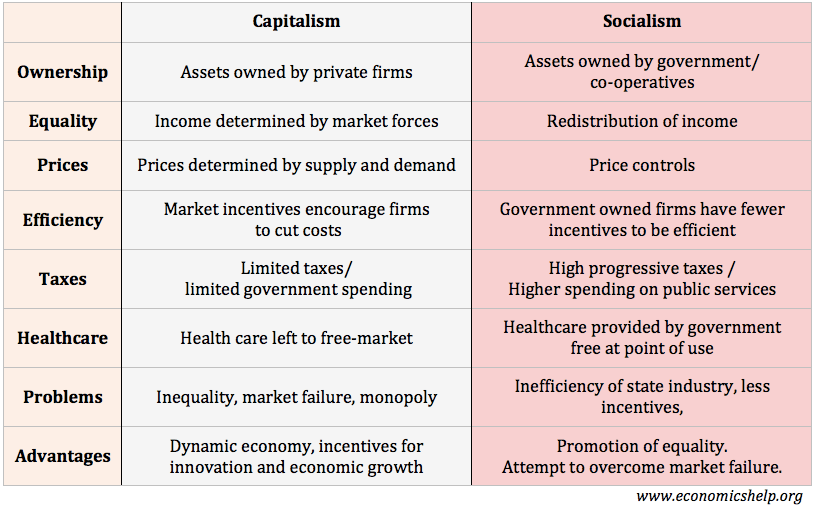 Capitalism Socialism
Ownership Assets owned by private firms Assets owned by government/
co-operatives
Equality Income determined by market forces Redistribution of income
Prices Prices determined by supply and demand Price controls
Efficiency Market incentives encourage firms
to cut costs Government owned firms have fewer
incentives to be efficient
Taxes Limited taxes/
limited government spending High progressive taxes /
Higher spending on public services
Healthcare Health care left to free-market Healthcare provided by government
free at point of use
Problems Inequality, market failure, monopoly Inefficiency of state industry, less
incentives,
Advantages Dynamic economy, incentives for
innovation and economic growth Promotion of equality.
Attempt to overcome market failure.
www.economicshelp.org